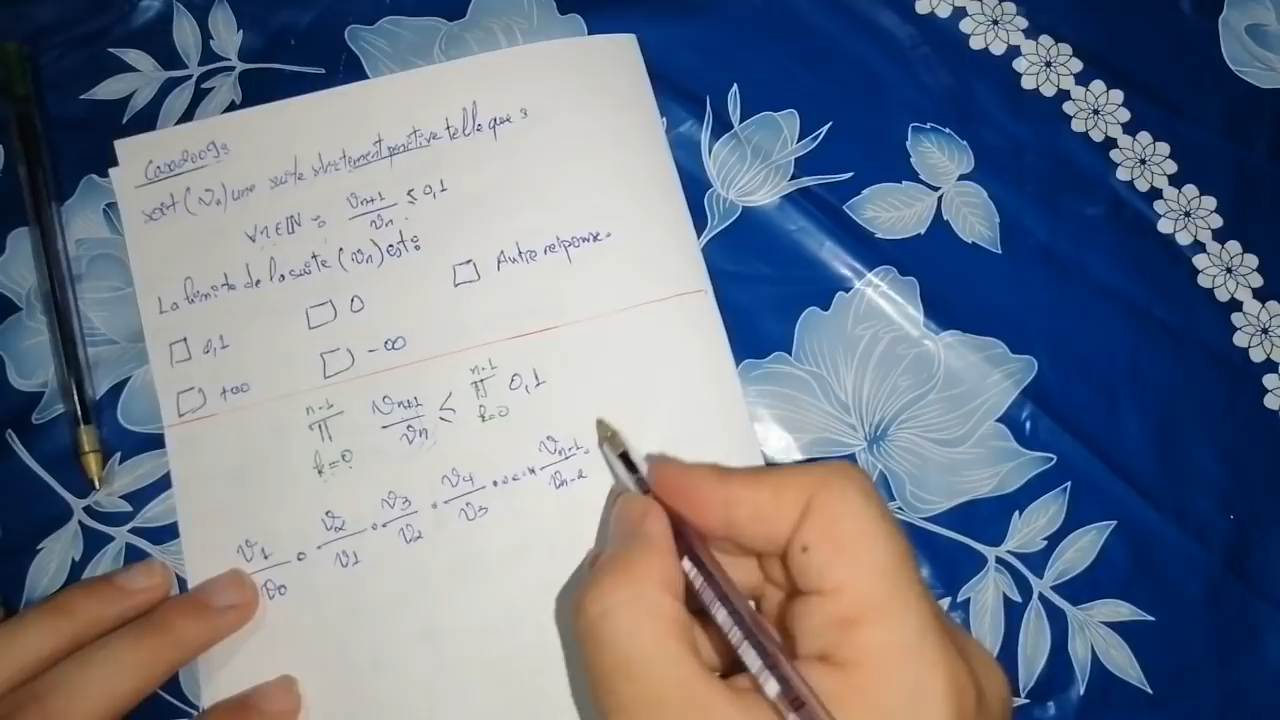 Casa2009:
soit (vₙ) une suite strictement positive telle que :
∀n∈ℕ : vₙ₊₁/vₙ ≤ 0,1
La limite de la suite (vₙ) est :
□ 0,1 □ 0 □ Autre réponse.
□ +∞ □ -∞
∏_{k=0}^{n-1} vₙ₊₁/vₙ ≤ ∏_{k=0}^{n-1} 0,1
v₁/v₀ · v₂/v₁ · v₃/v₂ · v₄/v₃ · ... · vₙ₋₁/vₙ₋₂ ·